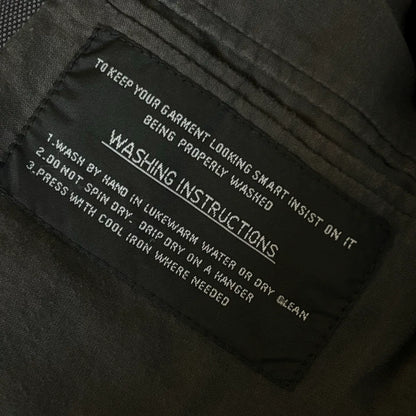 TO KEEP YOUR GARMENT LOOKING SMART INSIST ON IT
BEING PROPERLY WASHED
WASHING INSTRUCTIONS
1.WASH BY HAND IN LUKEWARM WATER OR DRY CLEAN
2.DO NOT SPIN DRY. DRIP DRY ON A HANGER
3.PRESS WITH COOL IRON WHERE NEEDED